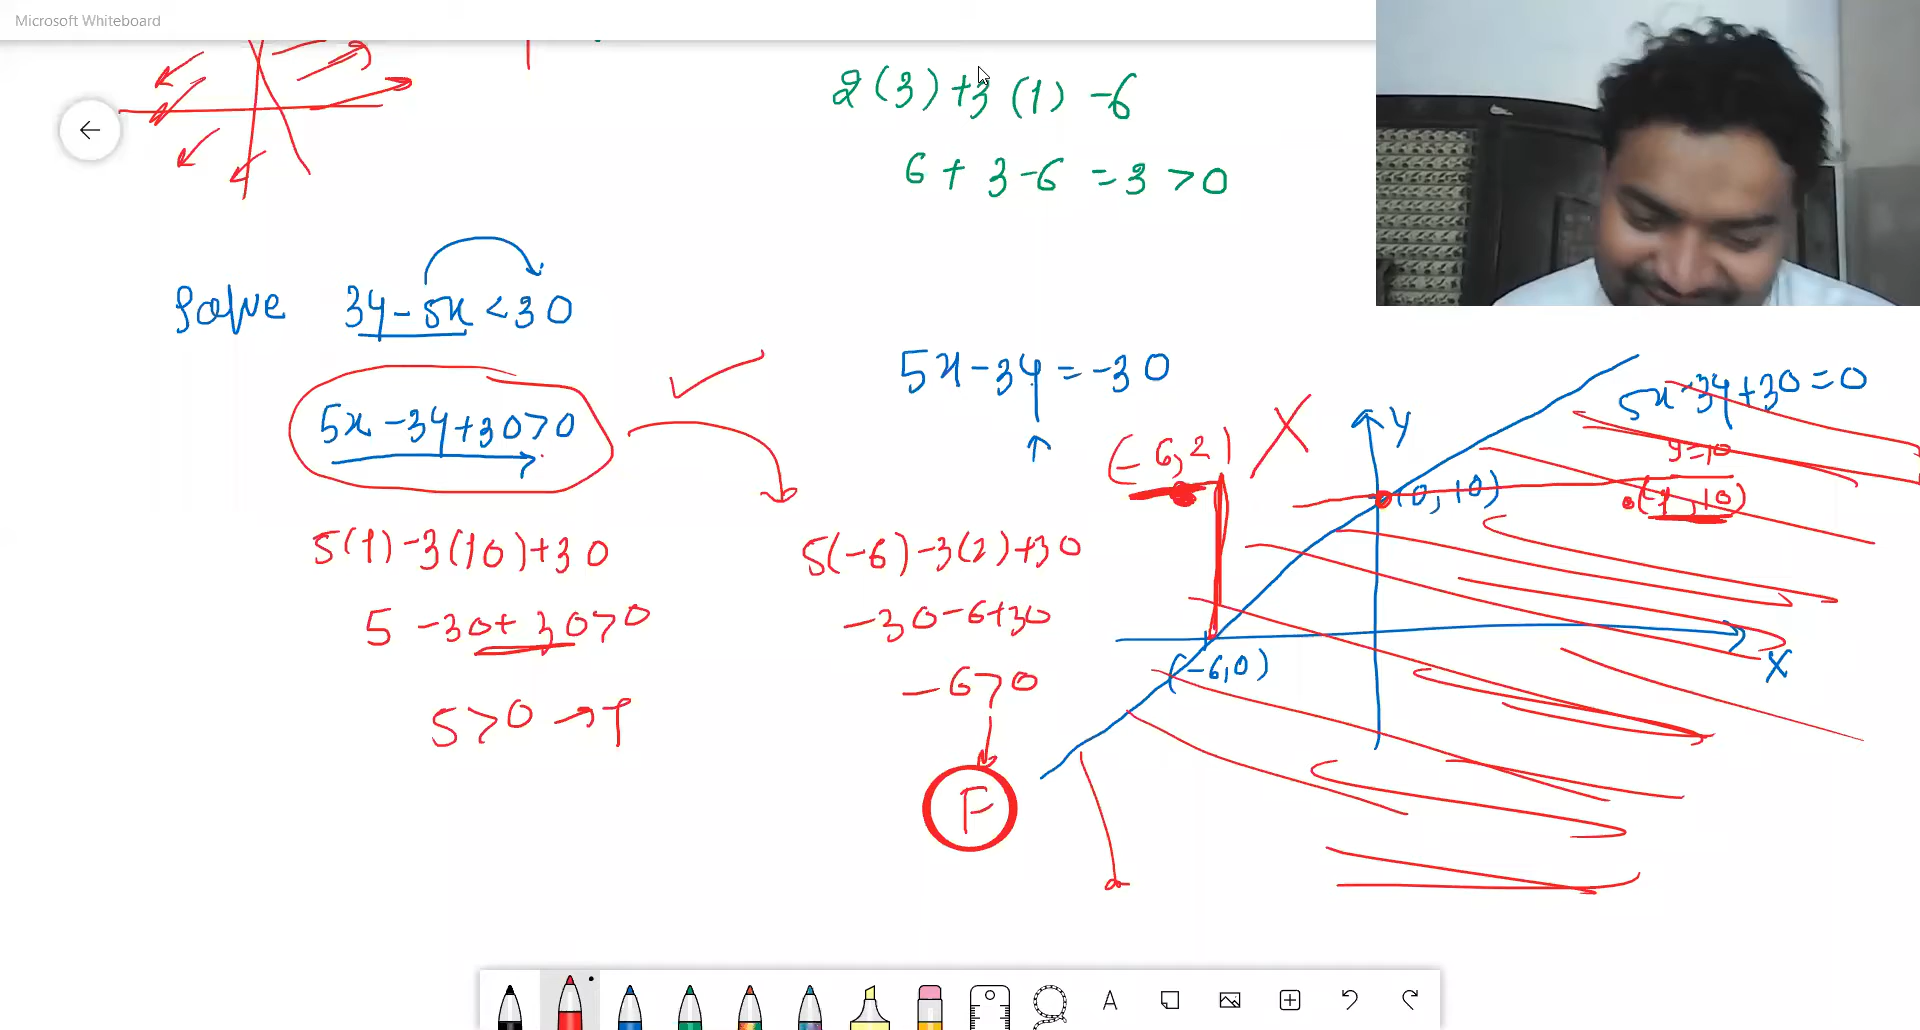 Microsoft Whiteboard
2(3)+3(1)-6
6+3-6=3>0
Solve 3y-5x<30
5x-3y+30>0
5(1)-3(10)+30
5-30+30>0
5>0→T
5x-3y=-30
(-6,2)
5(-6)-3(2)+30
-30-6+30
-6>0
F
5x-3y+30=0
Y
y=10
(0,10)
(1,10)
(-6,0)
X
A